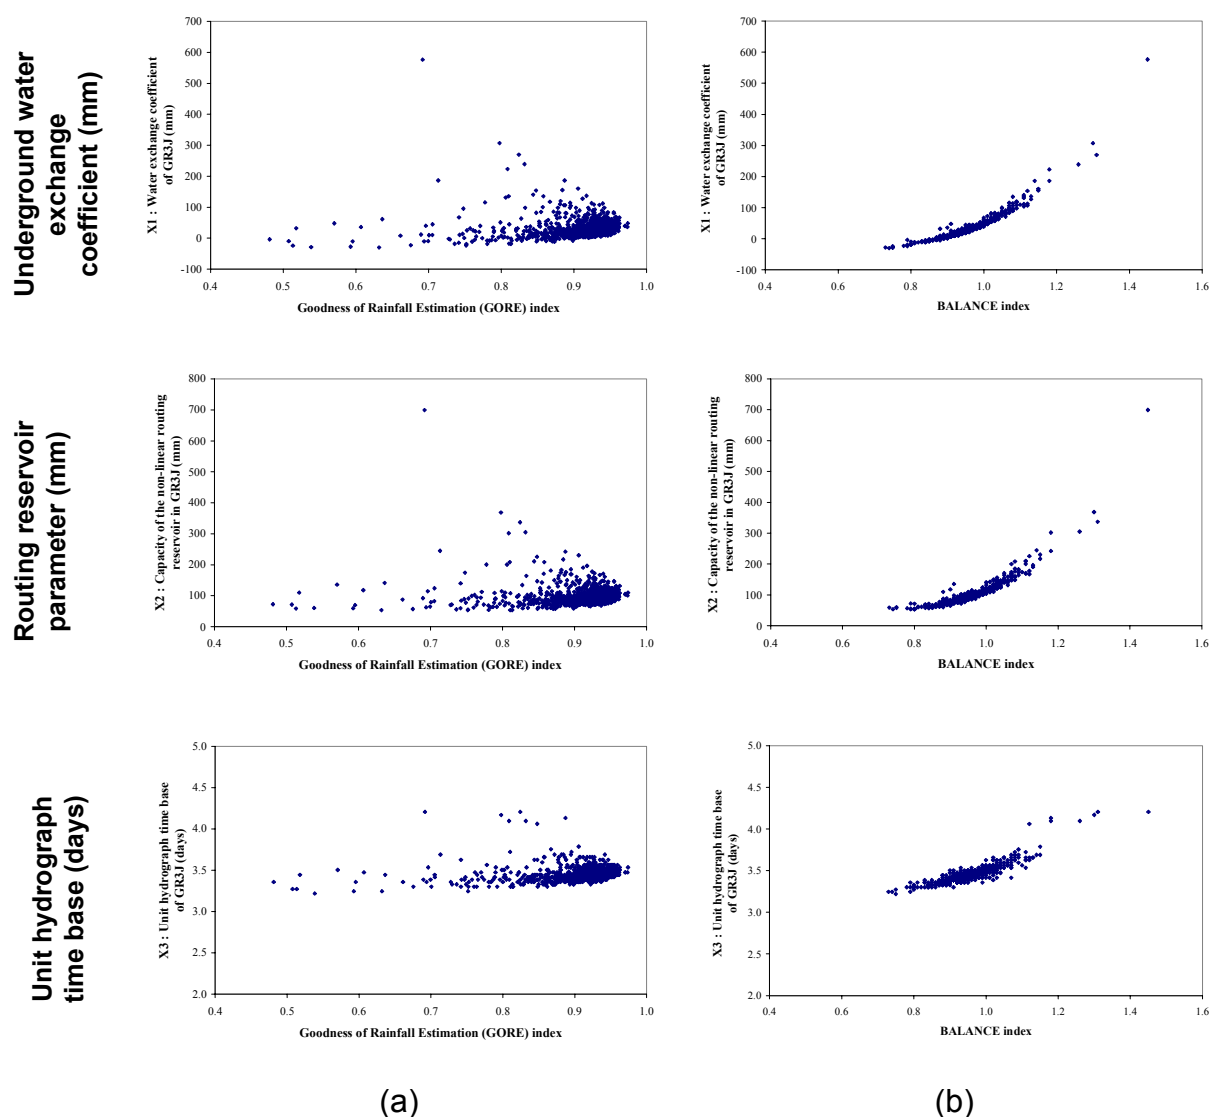 Underground water
exchange
coefficient (mm)
X1 : Water exchange coefficient
of GR3J (mm)
700
600
500
400
300
200
100
0
-100
0.4 0.5 0.6 0.7 0.8 0.9 1.0
Goodness of Rainfall Estimation (GORE) index
X1 : Water exchange coefficient
of GR3J (mm)
700
600
500
400
300
200
100
0
-100
0.4 0.6 0.8 1.0 1.2 1.4 1.6
BALANCE index
Routing reservoir
parameter (mm)
X2 : Capacity of the non-linear routing
reservoir in GR3J (mm)
800
700
600
500
400
300
200
100
0
0.4 0.5 0.6 0.7 0.8 0.9 1.0
Goodness of Rainfall Estimation (GORE) index
X2 : Capacity of the non-linear routing
reservoir in GR3J (mm)
800
700
600
500
400
300
200
100
0
0.4 0.6 0.8 1.0 1.2 1.4 1.6
BALANCE index
Unit hydrograph
time base (days)
X3 : Unit hydrograph time base
of GR3J (days)
5.0
4.5
4.0
3.5
3.0
2.5
2.0
0.4 0.5 0.6 0.7 0.8 0.9 1.0
Goodness of Rainfall Estimation (GORE) index
X3 : Unit hydrograph time base
of GR3J (days)
5.0
4.5
4.0
3.5
3.0
2.5
2.0
0.4 0.6 0.8 1.0 1.2 1.4 1.6
BALANCE index
(a) (b)